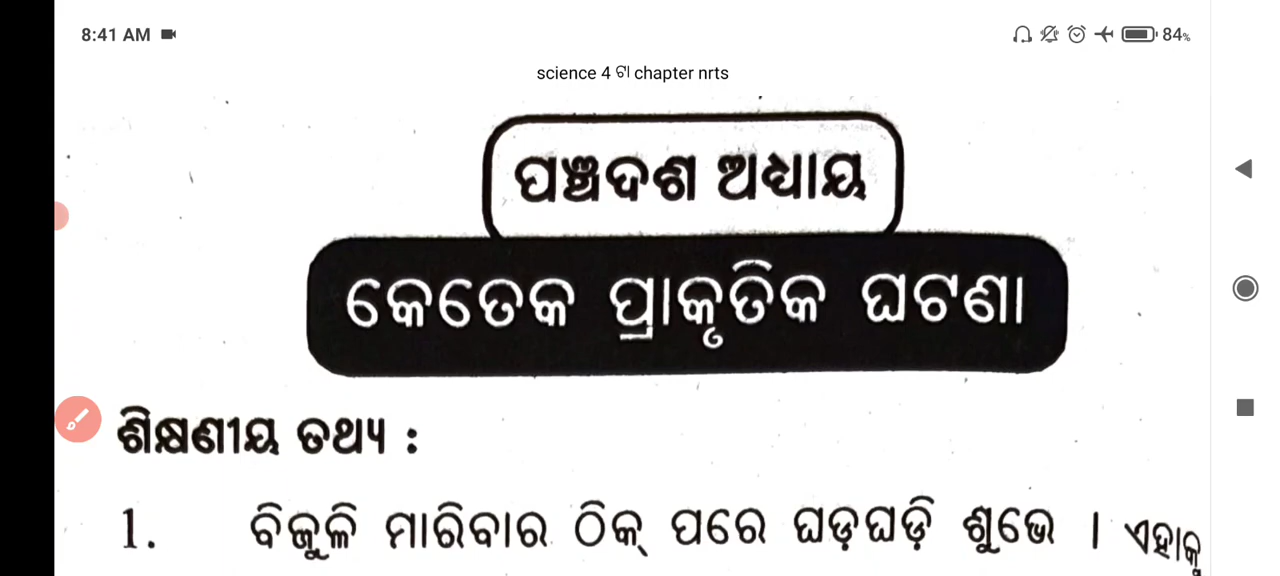 8:41 AM
84%
science 4 ଟା chapter nrts
ପଞ୍ଚଦଶ ଅଧ୍ୟାୟ
କେତେକ ପ୍ରାକୃତିକ ଘଟଣା
ଶିକ୍ଷଣୀୟ ତଥ୍ୟ :
1. ବିଜୁଳି ମାରିବାର ଠିକ୍ ପରେ ଘଡ଼ଘଡ଼ି ଶୁଭେ । ଏହାକୁ